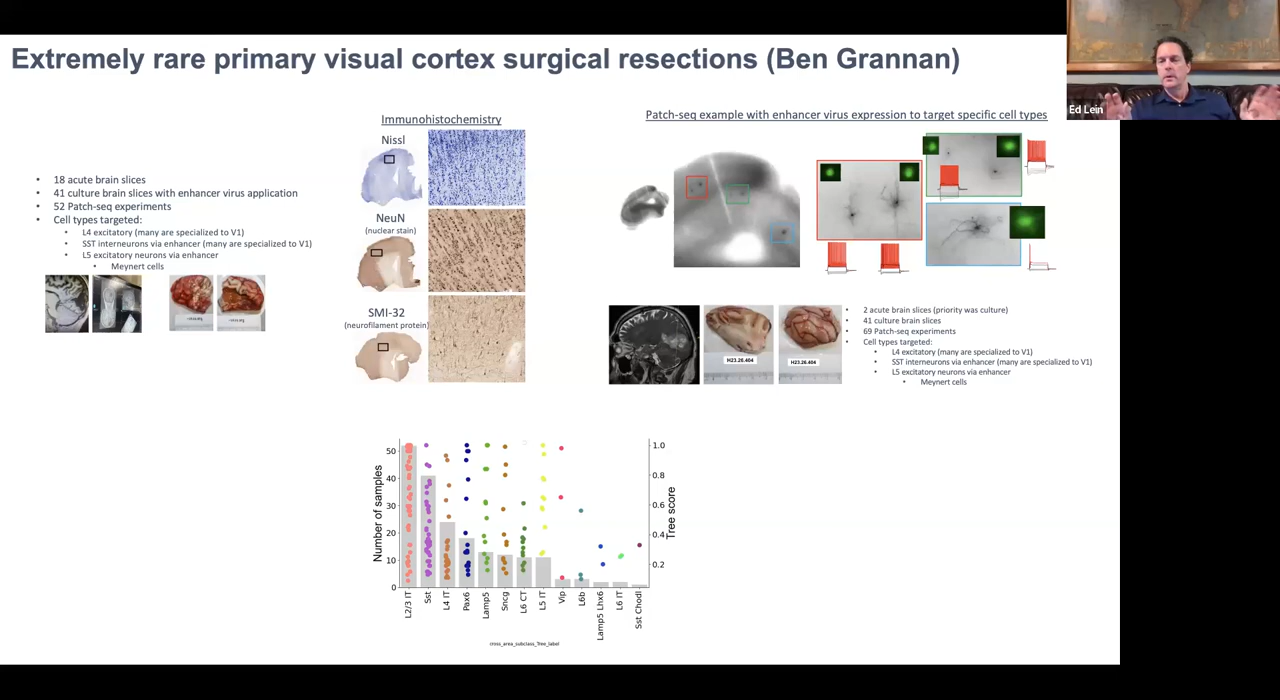 Extremely rare primary visual cortex surgical resections (Ben Grannan)
Ed Lein
• 18 acute brain slices
• 41 culture brain slices with enhancer virus application
• 52 Patch-seq experiments
• Cell types targeted:
• L4 excitatory (many are specialized to V1)
• SST interneurons via enhancer (many are specialized to V1)
• L5 excitatory neurons via enhancer
• Meynert cells
Immunohistochemistry
Nissl
NeuN
(nuclear stain)
SMI-32
(neurofilament protein)
Patch-seq example with enhancer virus expression to target specific cell types
H23.26.404
H23.26.404
• 2 acute brain slices (priority was culture)
• 41 culture brain slices
• 69 Patch-seq experiments
• Cell types targeted:
• L4 excitatory (many are specialized to V1)
• SST interneurons via enhancer (many are specialized to V1)
• L5 excitatory neurons via enhancer
• Meynert cells
Number of samples
50
40
30
20
10
0
1.0
0.8
0.6
0.4
0.2
Tree score
L2/3 IT
Sst
L4 IT
Pax6
Lamp5
Sncg
L6 CT
L5 IT
Vip
L6b
Lamp5 Lhx6
L6 IT
Sst Chodl
cross_area_subclass_Tree_label